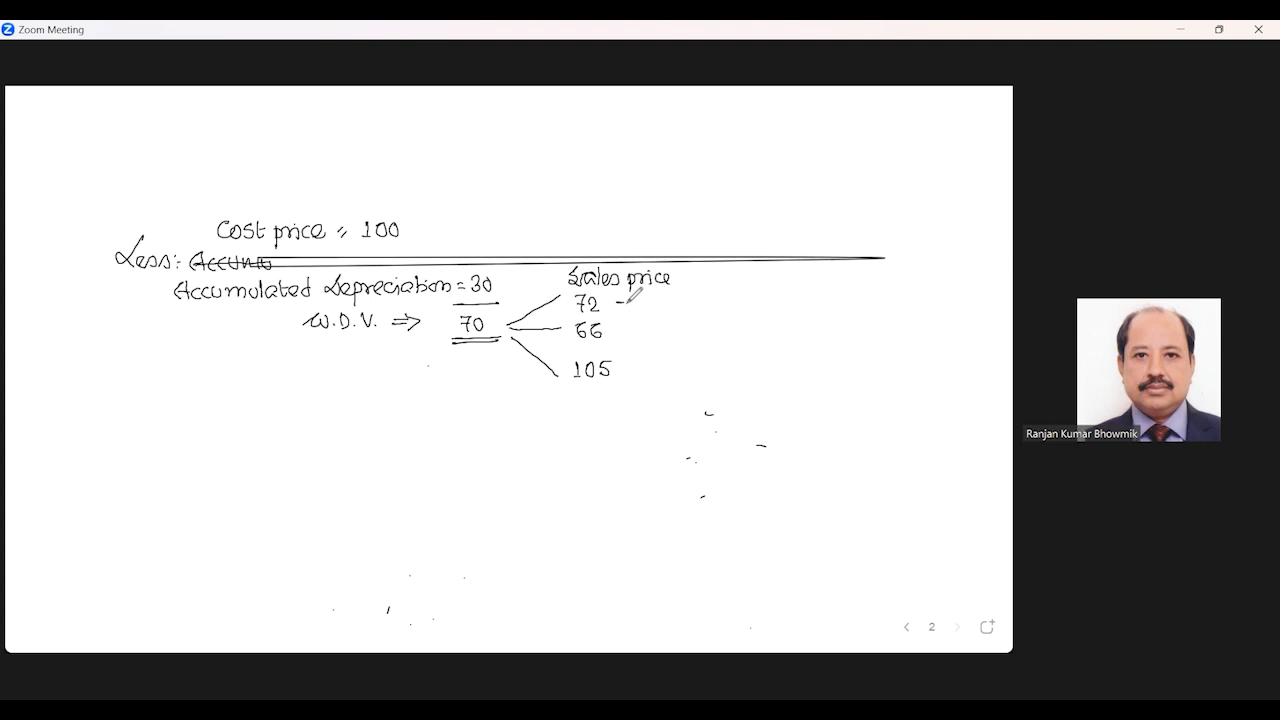 Zoom Meeting
Cost price = 100
Less:
Accumulated Depreciation = 30
Sales price
72 -
W.D.V. ⇒ 70
66
105
Ranjan Kumar Bhowmik
2